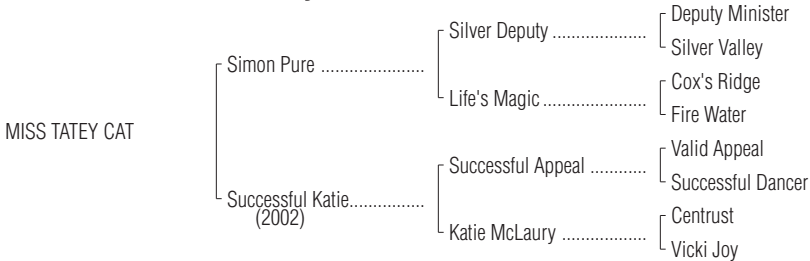 Deputy Minister
Silver Deputy ....................
Silver Valley
Simon Pure ......................
Cox's Ridge
Life's Magic ......................
Fire Water
MISS TATEY CAT
Valid Appeal
Successful Appeal ............
Successful Dancer
Successful Katie................
(2002)
Centrust
Katie McLaury ..................
Vicki Joy